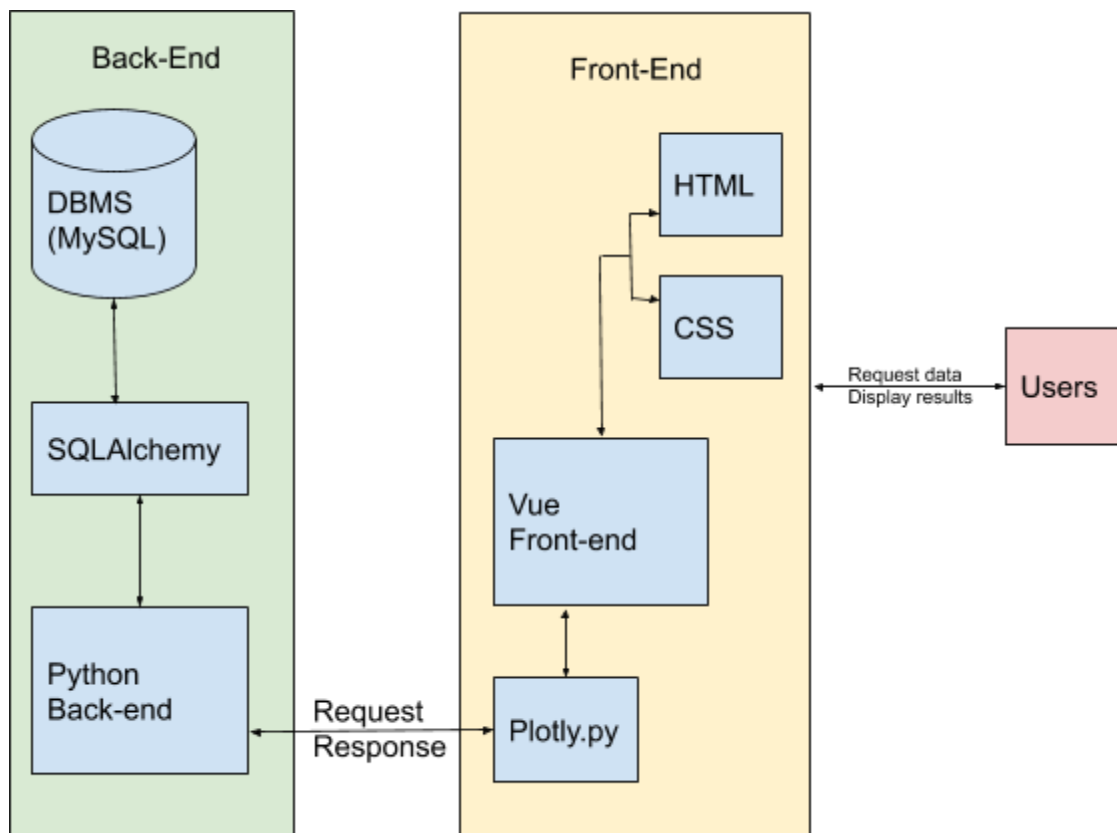 Back-End
DBMS
(MySQL)
SQLAlchemy
Python
Back-end
Request
Response
Front-End
HTML
CSS
Vue
Front-end
Plotly.py
Request data
Display results
Users